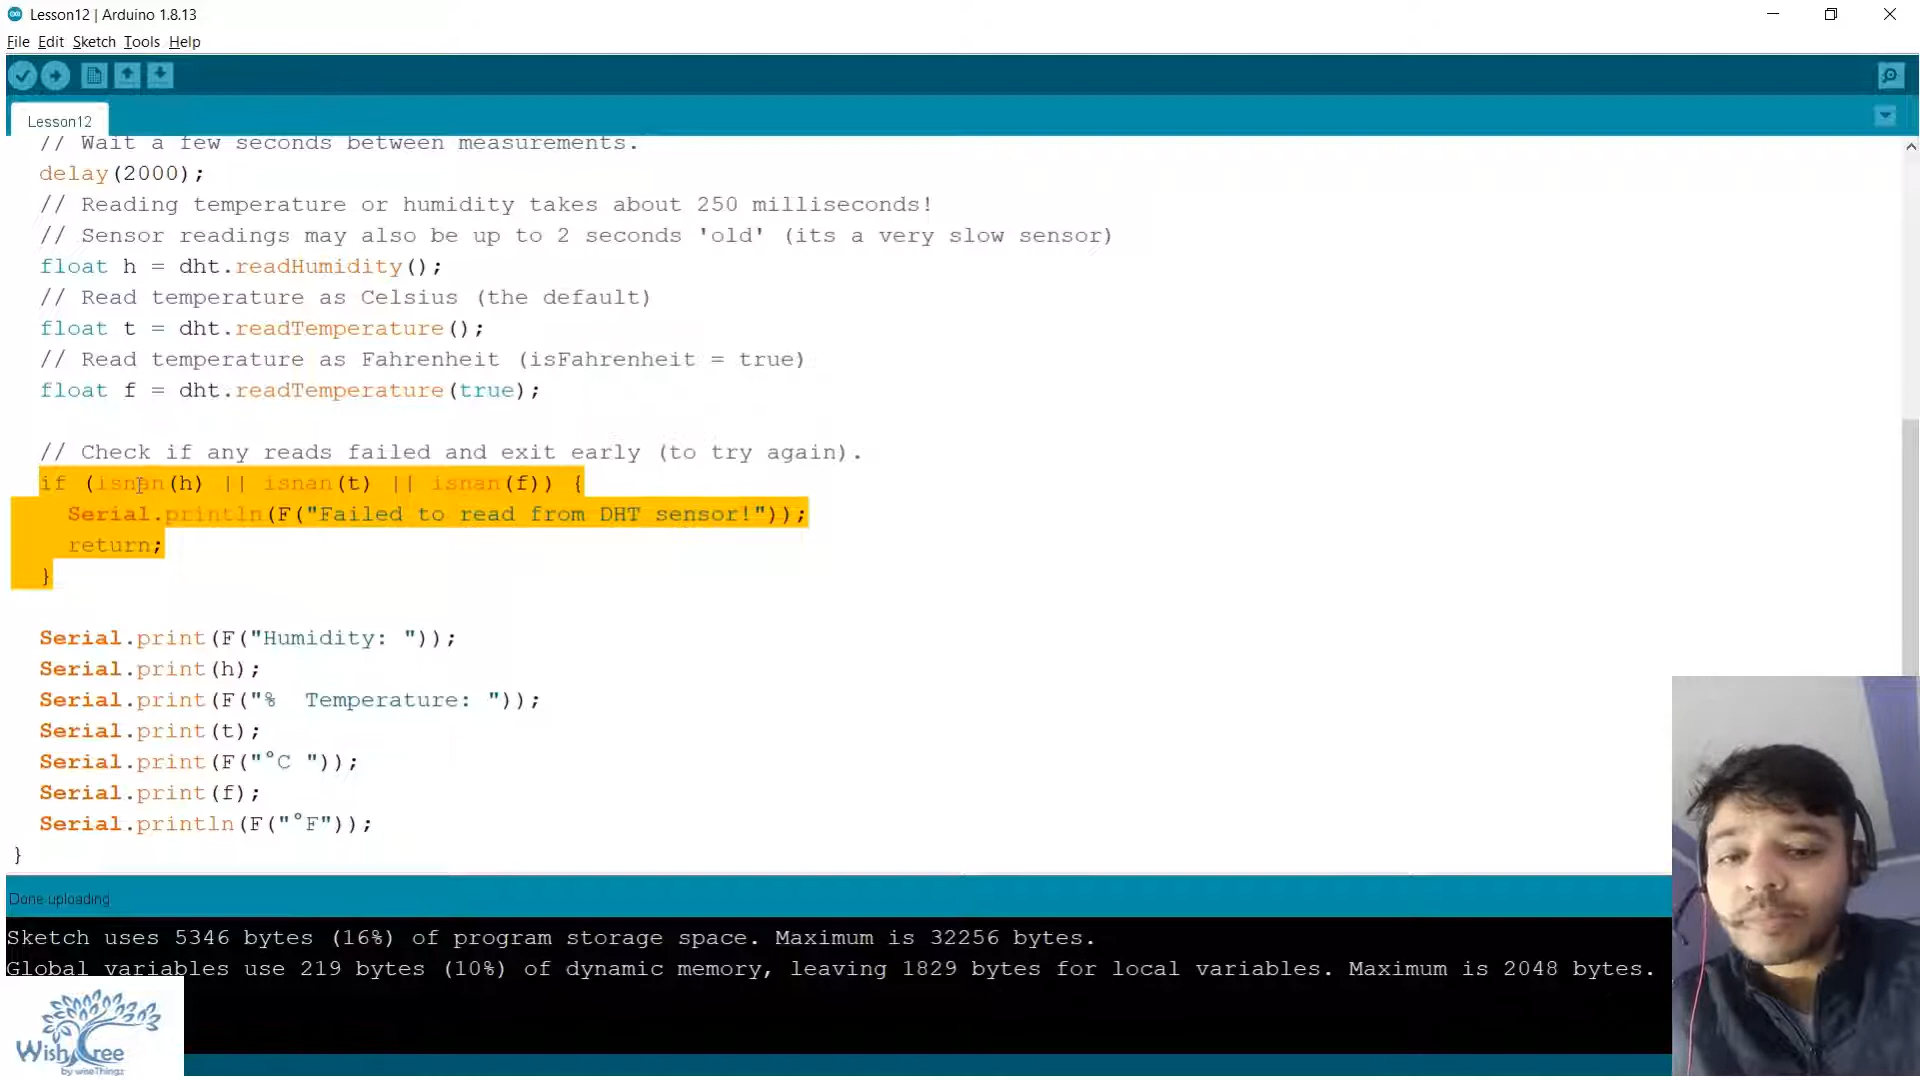 Lesson12 | Arduino 1.8.13
File Edit Sketch Tools Help
Lesson12
// Wait a few seconds between measurements.
delay(2000);
// Reading temperature or humidity takes about 250 milliseconds!
// Sensor readings may also be up to 2 seconds 'old' (its a very slow sensor)
float h = dht.readHumidity();
// Read temperature as Celsius (the default)
float t = dht.readTemperature();
// Read temperature as Fahrenheit (isFahrenheit = true)
float f = dht.readTemperature(true);
// Check if any reads failed and exit early (to try again).
if (isnan(h) || isnan(t) || isnan(f)) {
Serial.println(F("Failed to read from DHT sensor!"));
return;
}
Serial.print(F("Humidity: "));
Serial.print(h);
Serial.print(F("%  Temperature: "));
Serial.print(t);
Serial.print(F("°C "));
Serial.print(f);
Serial.println(F("°F"));
}
Done uploading
Sketch uses 5346 bytes (16%) of program storage space. Maximum is 32256 bytes.
Global variables use 219 bytes (10%) of dynamic memory, leaving 1829 bytes for local variables. Maximum is 2048 bytes.
WishTree
by wiseThingz